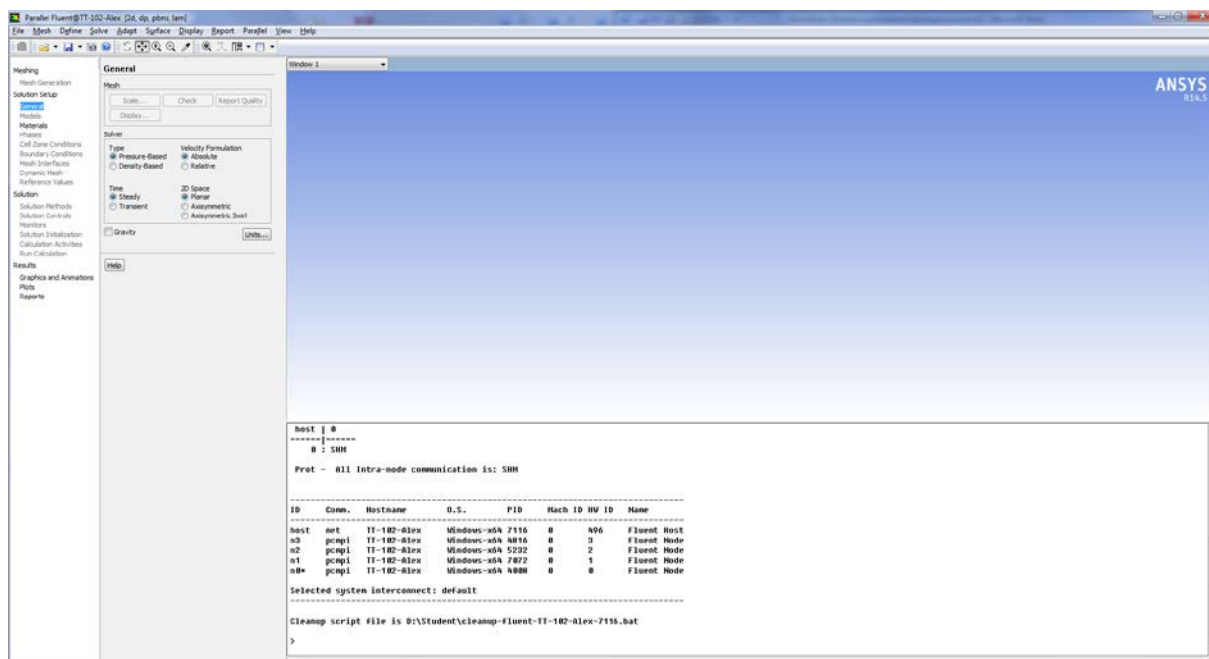 Parallel Fluent@TT-102-Alex [2d, dp, pbns, lam]
File Mesh Define Solve Adapt Surface Display Report Parallel View Help
Meshing
Mesh Generation
Solution Setup
General
Models
Materials
Phases
Cell Zone Conditions
Boundary Conditions
Mesh Interfaces
Dynamic Mesh
Reference Values
Solution
Solution Methods
Solution Controls
Monitors
Solution Initialization
Calculation Activities
Run Calculation
Results
Graphics and Animations
Plots
Reports
General
Mesh
Scale... Check Report Quality
Display...
Solver
Type Velocity Formulation
Pressure-Based Absolute
Density-Based Relative
Time 2D Space
Steady Planar
Transient Axisymmetric
Axisymmetric Swirl
Gravity Units...
Help
Window 1
ANSYS
R14.5
host | 0
------|------
0 : SHM
Prot - All Intra-node communication is: SHM
------------------------------------------------------------------------------
ID Comm. Hostname O.S. PID Mach ID HW ID Name
------------------------------------------------------------------------------
host net TT-102-Alex Windows-x64 7116 0 496 Fluent Host
n3 pcmpi TT-102-Alex Windows-x64 4816 0 3 Fluent Node
n2 pcmpi TT-102-Alex Windows-x64 5232 0 2 Fluent Node
n1 pcmpi TT-102-Alex Windows-x64 7072 0 1 Fluent Node
n0* pcmpi TT-102-Alex Windows-x64 4808 0 0 Fluent Node
Selected system interconnect: default
------------------------------------------------------------------------------
Cleanup script file is D:\Student\cleanup-fluent-TT-102-Alex-7116.bat
>